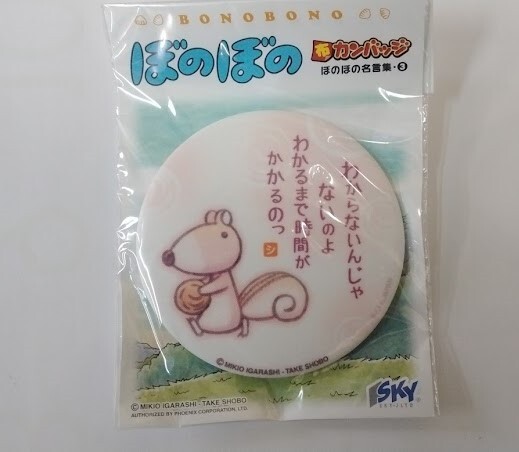 BONOBONO
ぼのぼの
布カンバッジ
ぼのぼの名言集・3
わからないんじゃ
ないのよ
わかるまで時間が
かかるのっ
シ
©MIKIO IGARASHI・TAKE SHOBO
©MIKIO IGARASHI・TAKE SHOBO
AUTHORIZED BY PHOENIX CORPORATION, LTD.
SKY